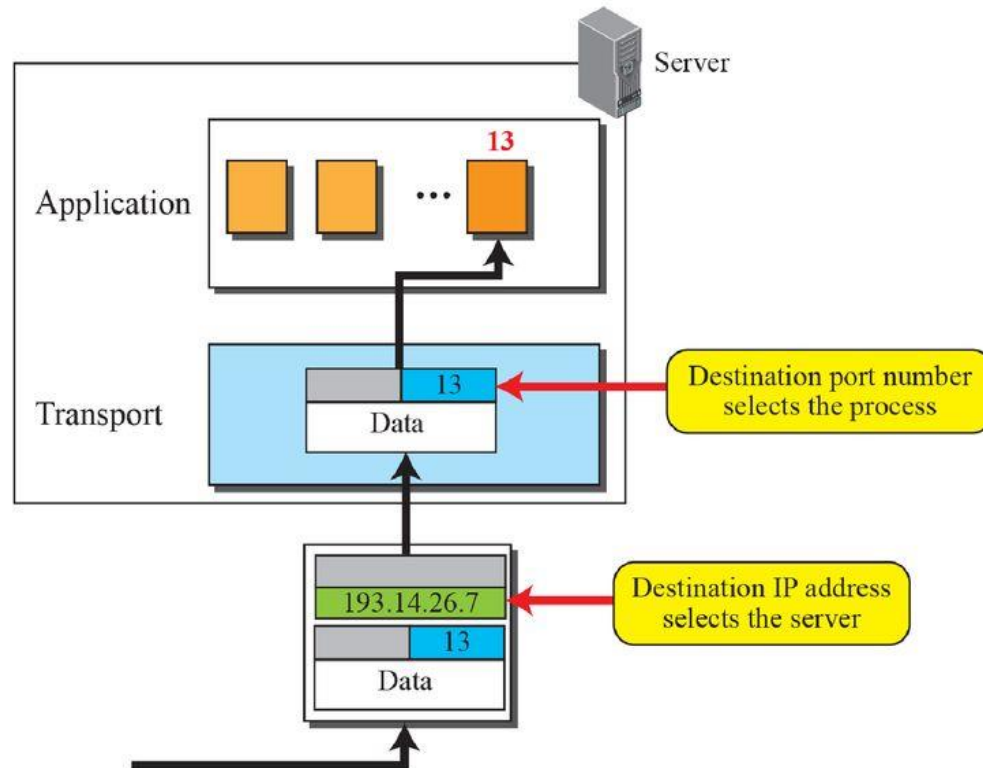 Server
13
Application
...
13
Data
Transport
Destination port number
selects the process
193.14.26.7
13
Data
Destination IP address
selects the server